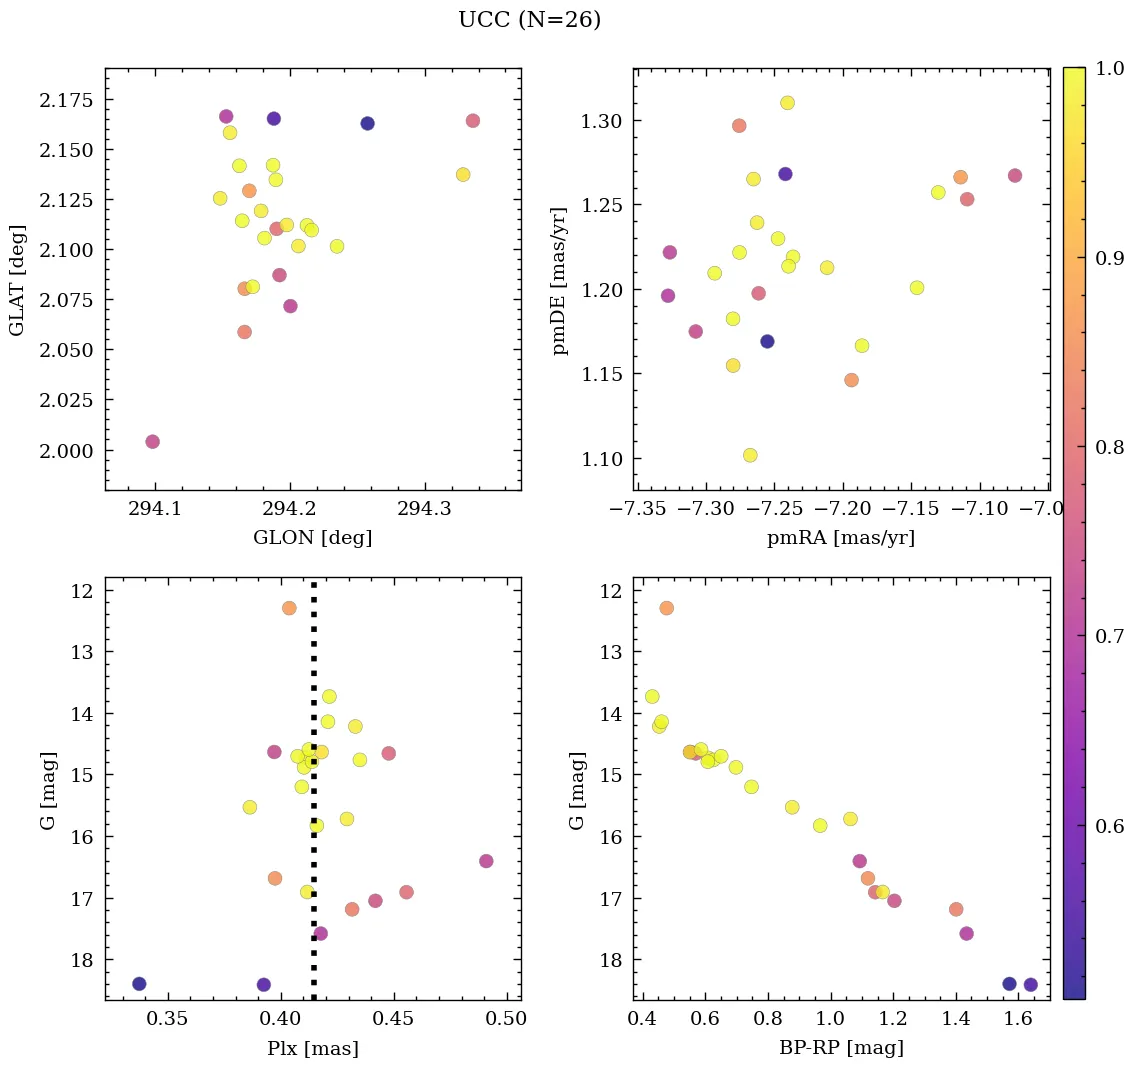 UCC (N=26)
2.175
2.150
2.125
2.100
2.075
2.050
2.025
2.000
GLAT [deg]
294.1 294.2 294.3
GLON [deg]
1.30
1.25
1.20
1.15
1.10
pmDE [mas/yr]
−7.35 −7.30 −7.25 −7.20 −7.15 −7.10 −7.0
pmRA [mas/yr]
1.0
0.9
0.8
0.7
0.6
12
13
14
15
16
17
18
G [mag]
0.35 0.40 0.45 0.50
Plx [mas]
12
13
14
15
16
17
18
G [mag]
0.4 0.6 0.8 1.0 1.2 1.4 1.6
BP-RP [mag]